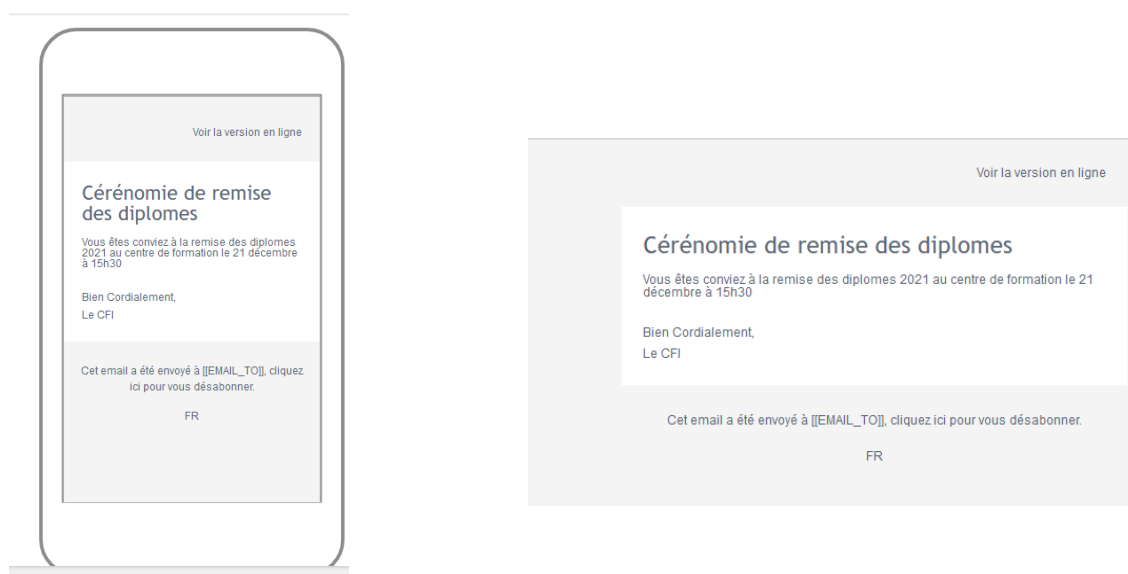 Voir la version en ligne
Cérénomie de remise
des diplomes
Vous êtes conviez à la remise des diplomes
2021 au centre de formation le 21 décembre
à 15h30
Bien Cordialement,
Le CFI
Cet email a été envoyé à [[EMAIL_TO]], cliquez
ici pour vous désabonner.
FR
Voir la version en ligne
Cérénomie de remise des diplomes
Vous êtes conviez à la remise des diplomes 2021 au centre de formation le 21
décembre à 15h30
Bien Cordialement,
Le CFI
Cet email a été envoyé à [[EMAIL_TO]], cliquez ici pour vous désabonner.
FR